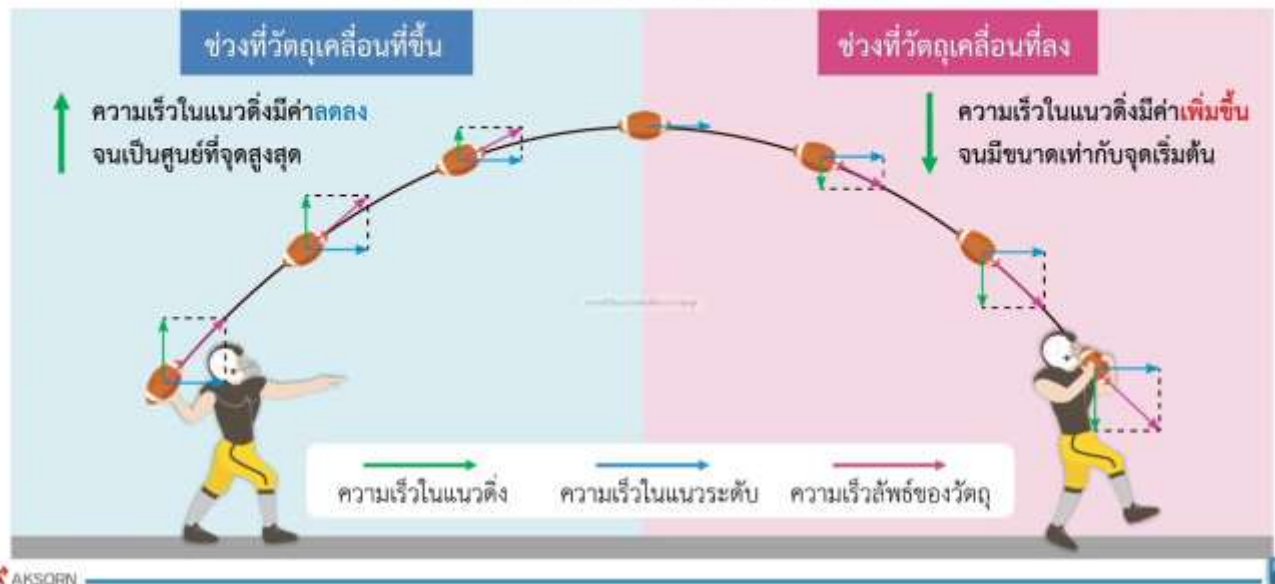 ช่วงที่วัตถุเคลื่อนที่ขึ้น
ช่วงที่วัตถุเคลื่อนที่ลง
ความเร็วในแนวดิ่งมีค่าลดลง
จนเป็นศูนย์ที่จุดสูงสุด
ความเร็วในแนวดิ่งมีค่าเพิ่มขึ้น
จนมีขนาดเท่ากับจุดเริ่มต้น
ความเร็วในแนวดิ่ง
ความเร็วในแนวระดับ
ความเร็วลัพธ์ของวัตถุ
AKSORN